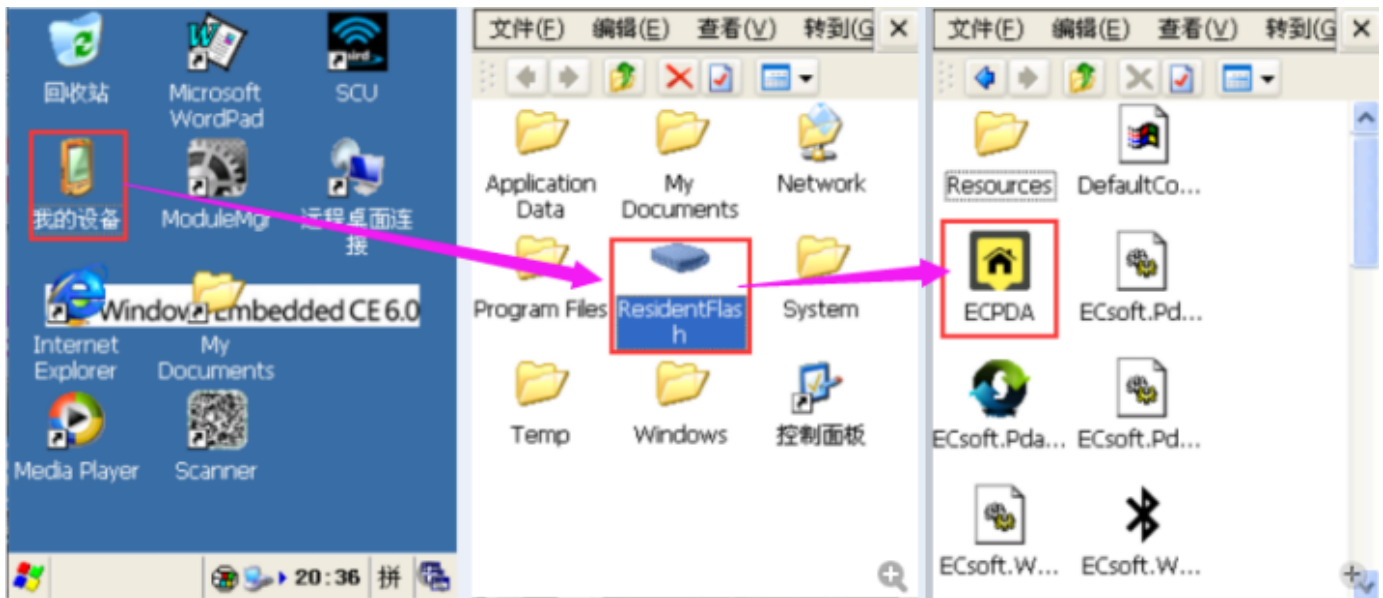 回收站
Microsoft
WordPad
SCU
我的设备
ModuleMgr
远程桌面连
接
Windows Embedded CE 6.0
Internet
Explorer
My
Documents
Media Player
Scanner
20:36
拼
文件(F) 编辑(E) 查看(V) 转到(G
Application
Data
My
Documents
Network
Program Files
ResidentFlas
h
System
Temp
Windows
控制面板
文件(F) 编辑(E) 查看(V) 转到(G
Resources
DefaultCo...
ECPDA
ECsoft.Pd...
ECsoft.Pda...
ECsoft.Pd...
ECsoft.W...
ECsoft.W...